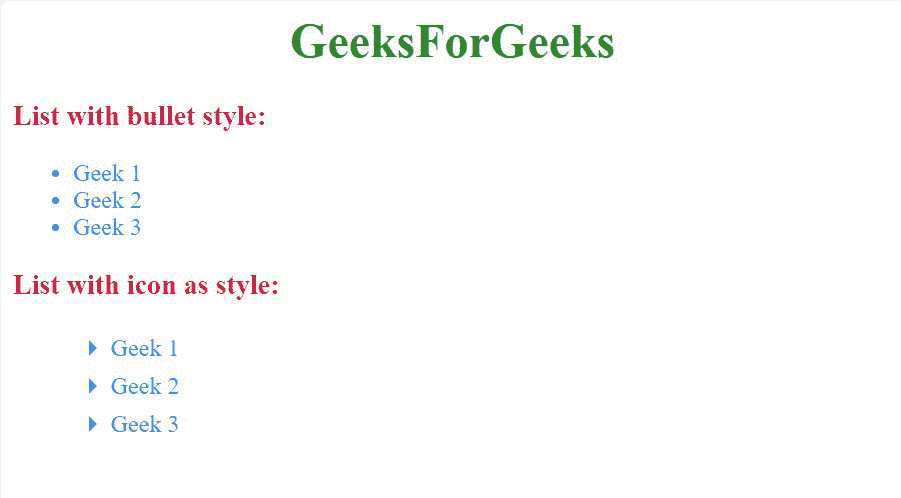 GeeksForGeeks
List with bullet style:
Geek 1
Geek 2
Geek 3
List with icon as style:
Geek 1
Geek 2
Geek 3